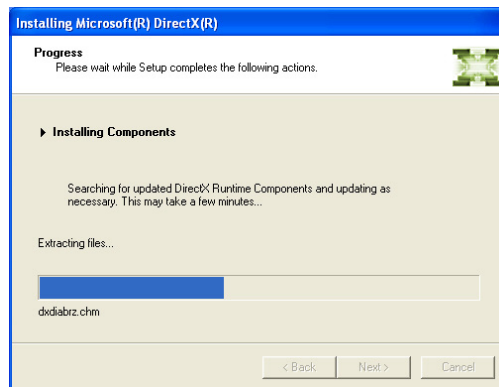 Installing Microsoft(R) DirectX(R)
Progress
Please wait while Setup completes the following actions.
Installing Components
Searching for updated DirectX Runtime Components and updating as
necessary. This may take a few minutes...
Extracting files...
dxdiabrz.chm
< Back Next > Cancel